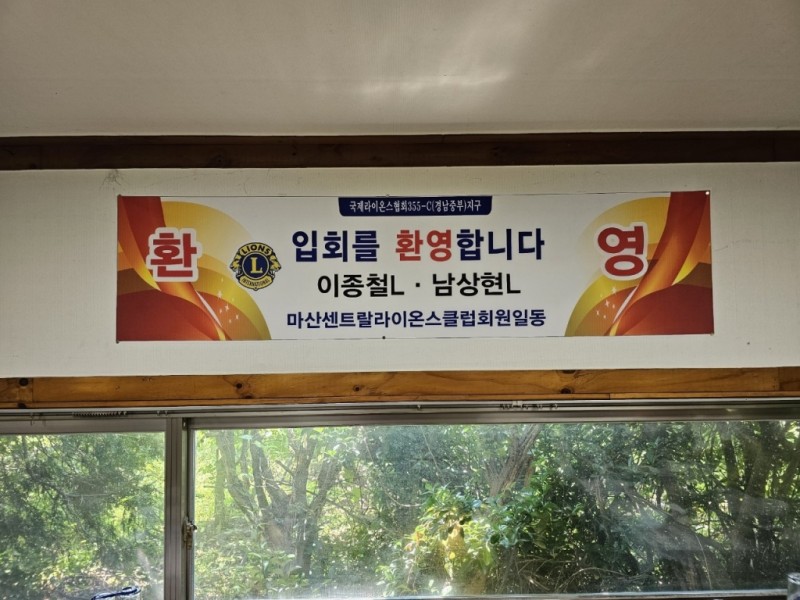 국제라이온스협회355-C(경남중부)지구
환 영
LIONS
L
INTERNATIONAL
입회를 환영합니다
이종철L · 남상현L
마산센트랄라이온스클럽회원일동